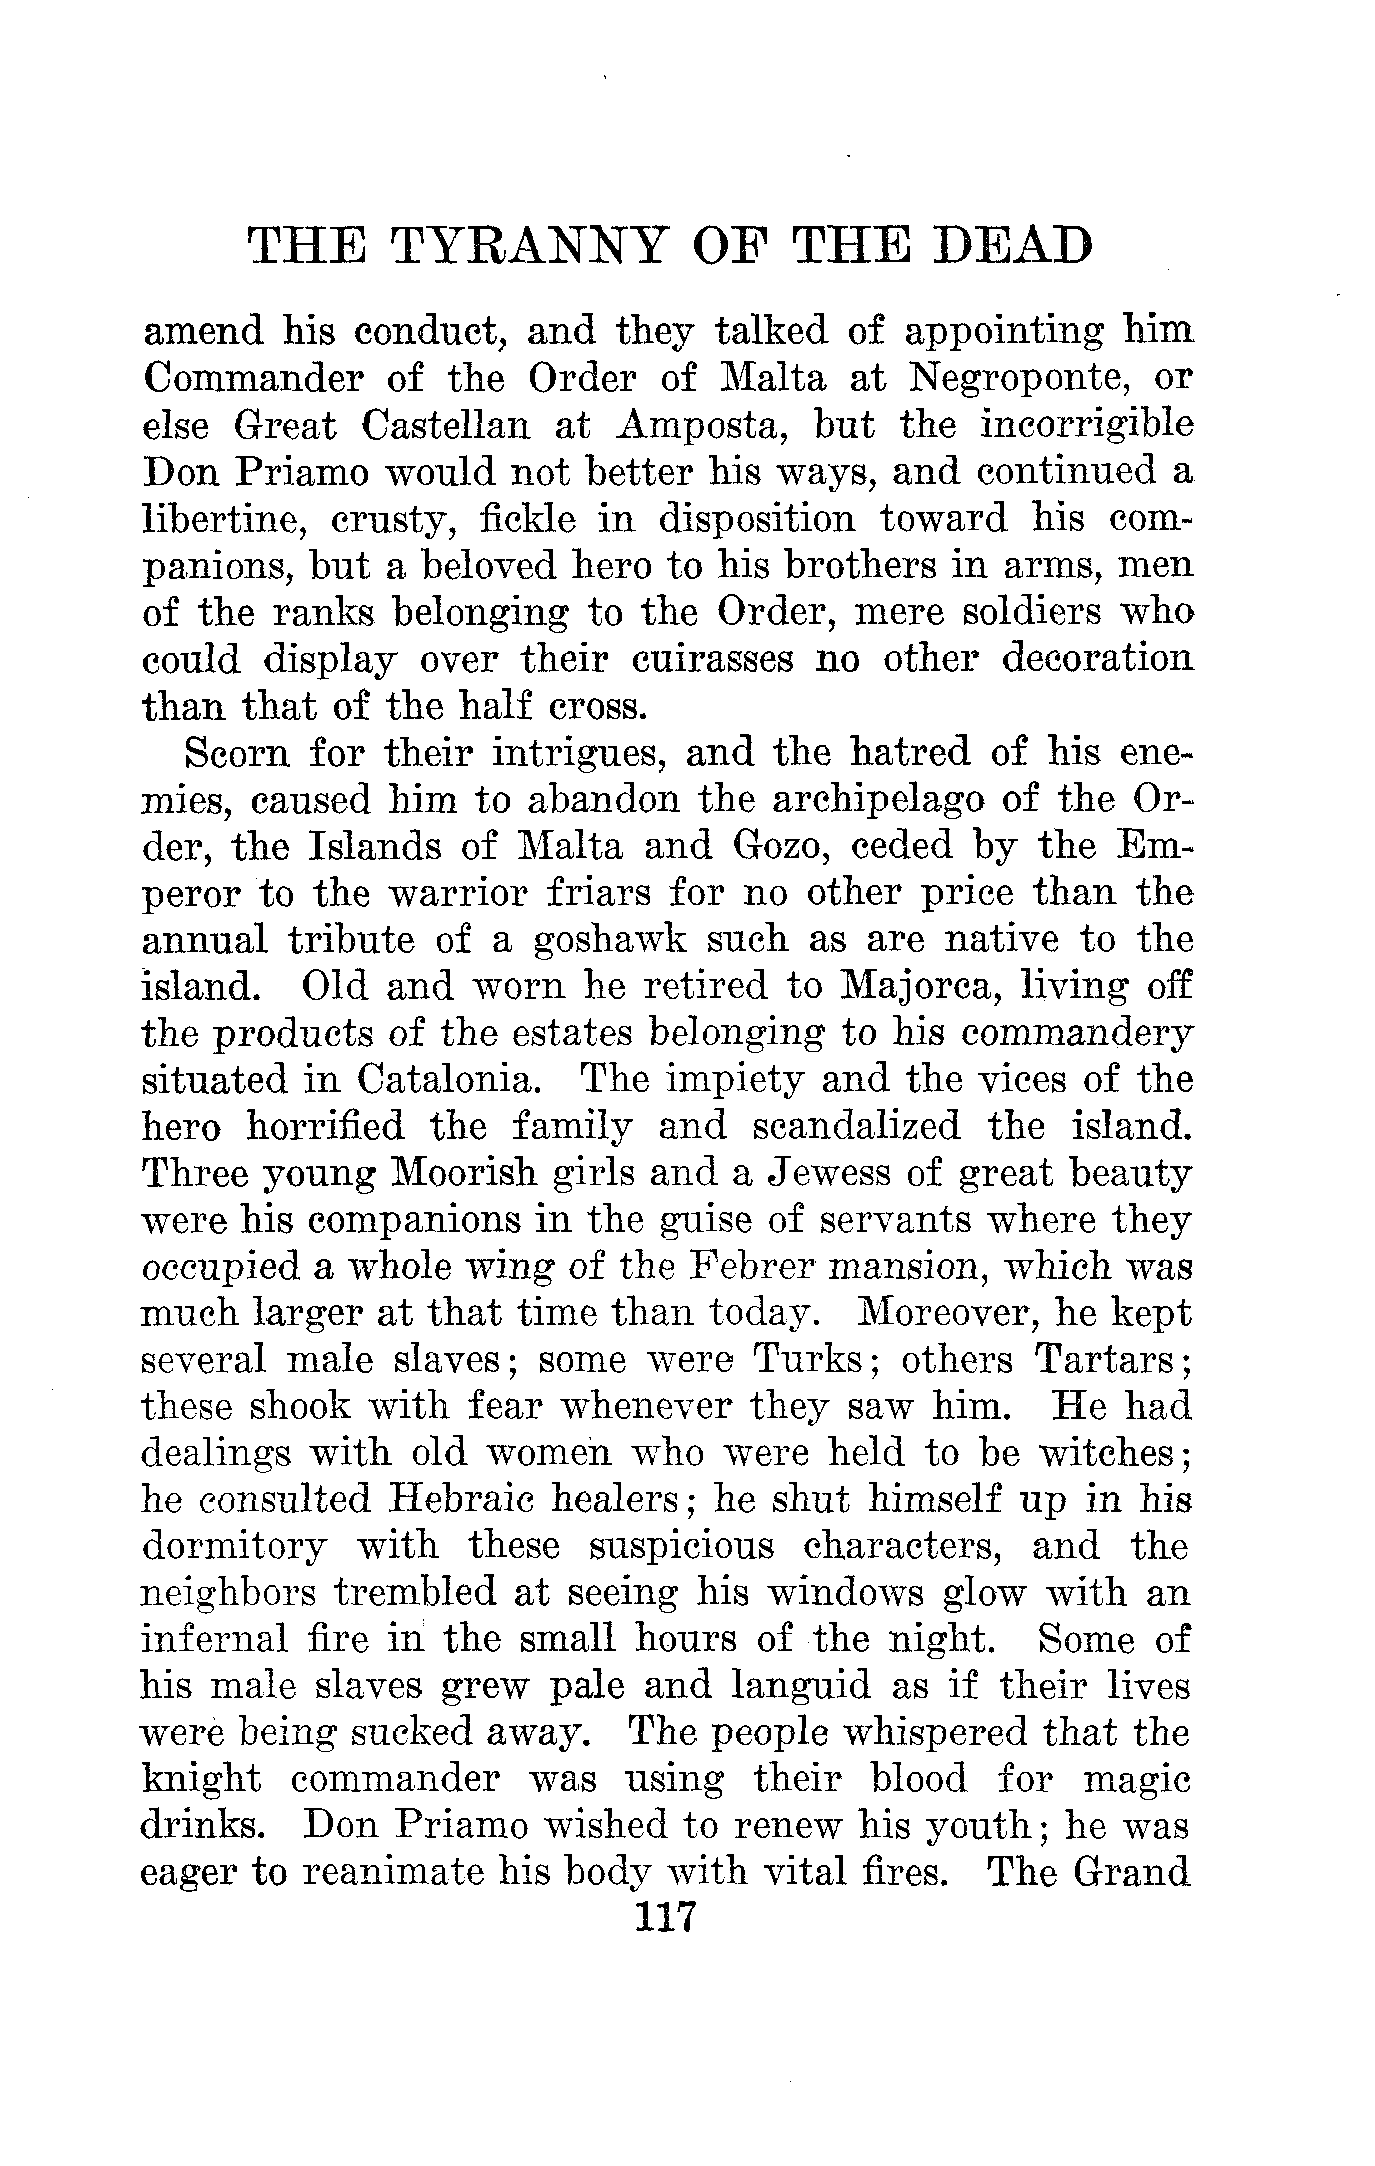 THE TYRANNY OF THE DEAD
amend his conduct, and they talked of appointing him
Commander of the Order of Malta at Negroponte, or
else Great Castellan at Amposta, but the incorrigible
Don Priamo would not better his ways, and continued a
libertine, crusty, fickle in disposition toward his com-
panions, but a beloved hero to his brothers in arms, men
of the ranks belonging to the Order, mere soldiers who
could display over their cuirasses no other decoration
than that of the half cross.
Scorn for their intrigues, and the hatred of his ene-
mies, caused him to abandon the archipelago of the Or-
der, the Islands of Malta and Gozo, ceded by the Em-
peror to the warrior friars for no other price than the
annual tribute of a goshawk such as are native to the
island. Old and worn he retired to Majorca, living off
the products of the estates belonging to his commandery
situated in Catalonia. The impiety and the vices of the
hero horrified the family and scandalized the island.
Three young Moorish girls and a Jewess of great beauty
were his companions in the guise of servants where they
occupied a whole wing of the Febrer mansion, which was
much larger at that time than today. Moreover, he kept
several male slaves; some were Turks; others Tartars;
these shook with fear whenever they saw him. He had
dealings with old women who were held to be witches;
he consulted Hebraic healers; he shut himself up in his
dormitory with these suspicious characters, and the
neighbors trembled at seeing his windows glow with an
infernal fire in the small hours of the night. Some of
his male slaves grew pale and languid as if their lives
were being sucked away. The people whispered that the
knight commander was using their blood for magic
drinks. Don Priamo wished to renew his youth; he was
eager to reanimate his body with vital fires. The Grand
117